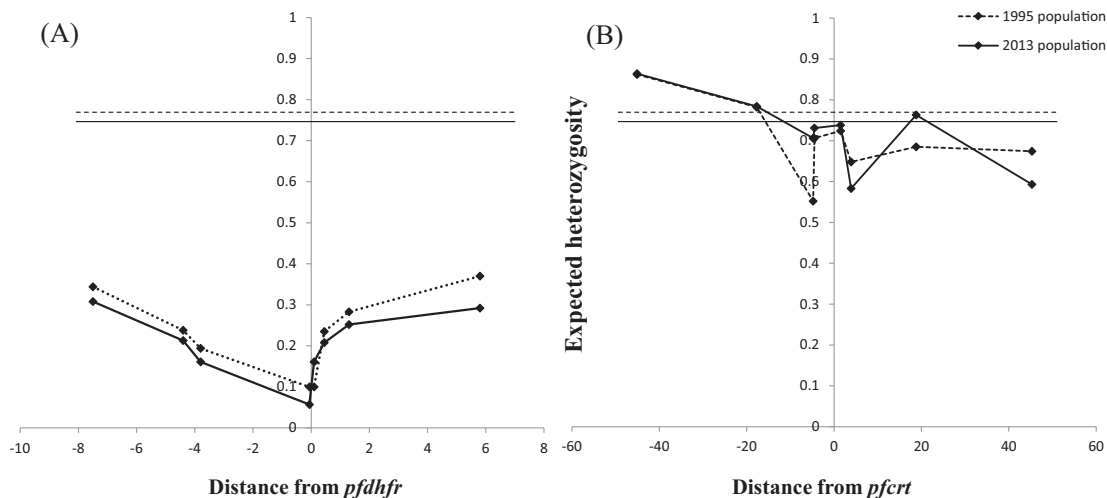 (A)
1
0.9
0.8
0.7
0.6
0.5
0.4
0.3
0.2
0.1
0
-10 -8 -6 -4 -2 0 2 4 6 8
Distance from pfdhfr
(B)
Expected heterozygosity
1
0.9
0.8
0.7
0.6
0.5
0.4
0.3
0.2
0.1
0
-60 -40 -20 0 20 40 60
Distance from pfcrt
1995 population
2013 population